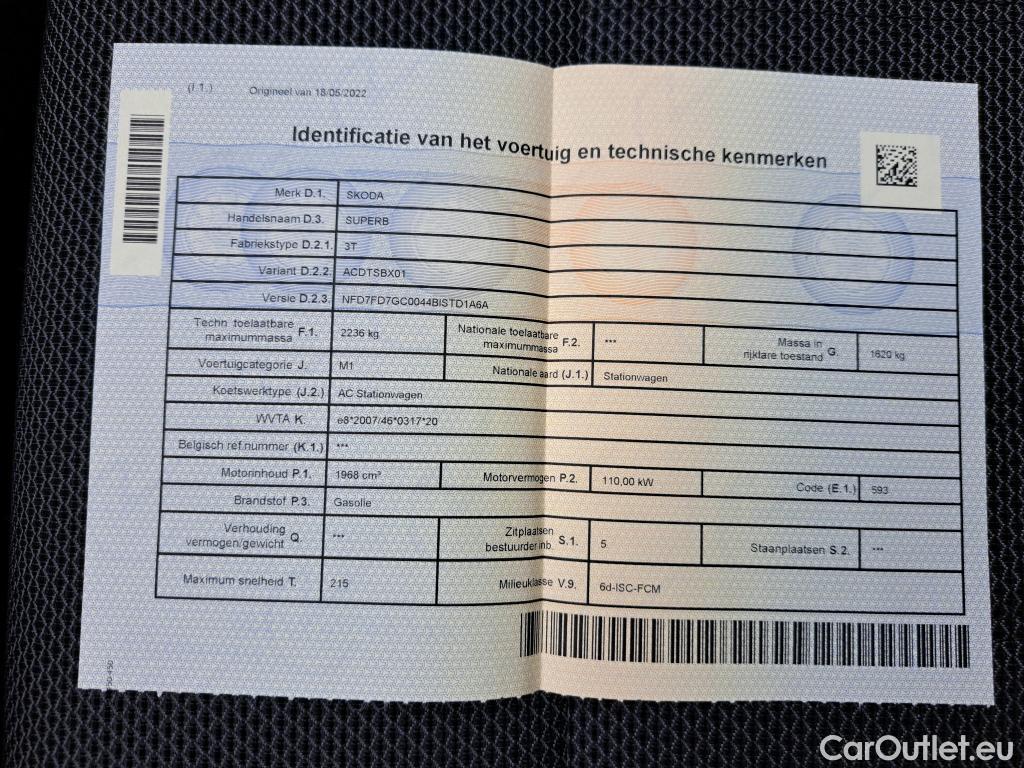 (I.1.) Origineel van 18/05/2022
Identificatie van het voertuig en technische kenmerken
Merk D.1. SKODA
Handelsnaam D.3. SUPERB
Fabriekstype D.2.1. 3T
Variant D.2.2. ACDTSBX01
Versie D.2.3. NFD7FD7GC0044BISTD1A6A
Techn toelaatbare
maximummassa F.1. 2236 kg
Nationale toelaatbare
maximummassa F.2. ***
Massa in
rijklare toestand G. 1620 kg
Voertuigcategorie J. M1 Nationale aard (J.1.) Stationwagen
Koetswerktype (J.2.) AC Stationwagen
WVTA K. e8*2007/46*0317*20
Belgisch ref.nummer (K.1.) ***
Motorinhoud P.1. 1968 cm³ Motorvermogen P.2. 110,00 kW Code (E.1.) 593
Brandstof P.3. Gasolie
Verhouding
vermogen/gewicht Q. ***
Zitplaatsen
bestuurder inb. S.1. 5 Staanplaatsen S.2. ***
Maximum snelheid T. 215 Milieuklasse V.9. 6d-ISC-FCM
CarOutlet.eu